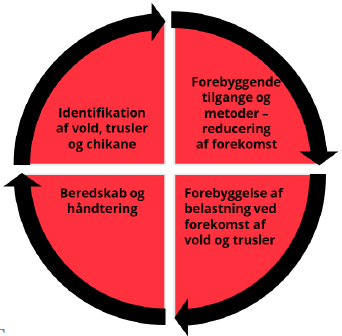 Identifikation
af vold, trusler
og chikane
Forebyggende
tilgange og
metoder –
reducering
af forekomst
Beredskab og
håndtering
Forebyggelse af
belastning ved
forekomst af
vold og trusler